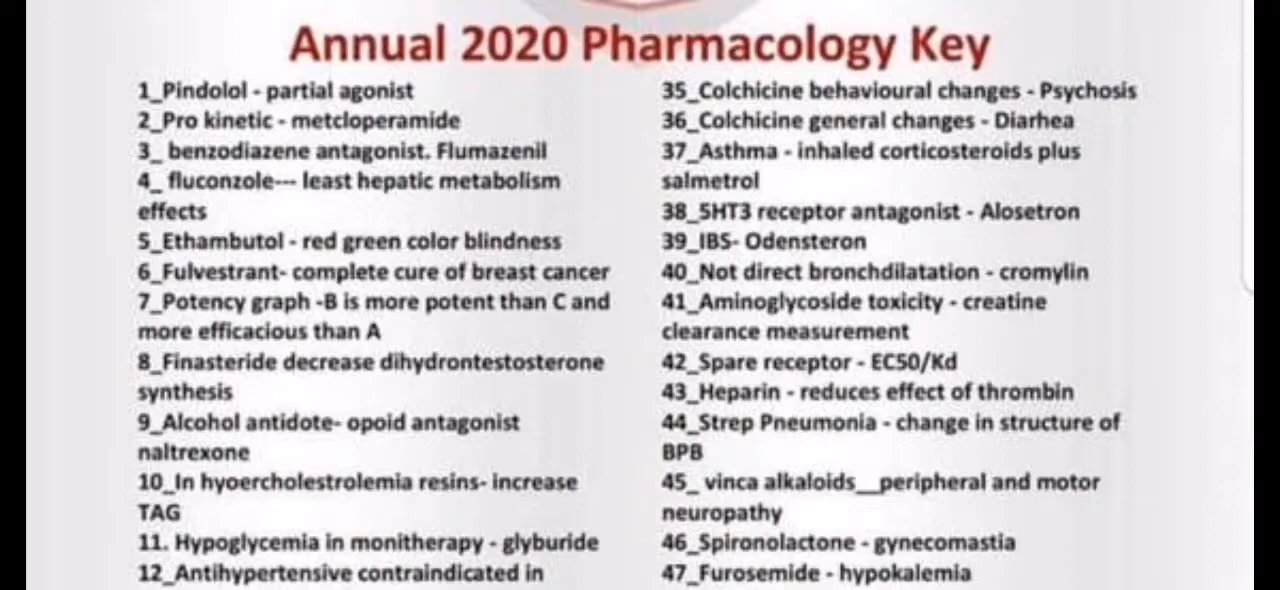 Annual 2020 Pharmacology Key
1_Pindolol - partial agonist
2_Pro kinetic - metcloperamide
3_ benzodiazene antagonist. Flumazenil
4_ fluconzole--- least hepatic metabolism
effects
5_Ethambutol - red green color blindness
6_Fulvestrant- complete cure of breast cancer
7_Potency graph -B is more potent than C and
more efficacious than A
8_Finasteride decrease dihydrontestosterone
synthesis
9_Alcohol antidote- opoid antagonist
naltrexone
10_In hyoercholestrolemia resins- increase
TAG
11. Hypoglycemia in monitherapy - glyburide
12_Antihypertensive contraindicated in
35_Colchicine behavioural changes - Psychosis
36_Colchicine general changes - Diarhea
37_Asthma - inhaled corticosteroids plus
salmetrol
38_5HT3 receptor antagonist - Alosetron
39_IBS- Odensteron
40_Not direct bronchdilatation - cromylin
41_Aminoglycoside toxicity - creatine
clearance measurement
42_Spare receptor - EC50/Kd
43_Heparin - reduces effect of thrombin
44_Strep Pneumonia - change in structure of
BPB
45_ vinca alkaloids__peripheral and motor
neuropathy
46_Spironolactone - gynecomastia
47_Furosemide - hypokalemia